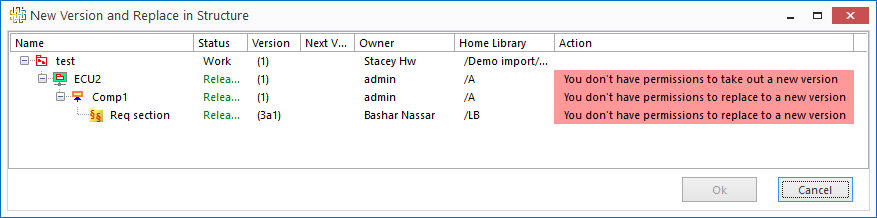 New Version and Replace in Structure
Name Status Version Next V... Owner Home Library Action
test Work (1) Stacey Hw /Demo import/...
ECU2 Relea... (1) admin /A You don't have permissions to take out a new version
Comp1 Relea... (1) admin /A You don't have permissions to replace to a new version
§§ Req section Relea... (3a1) Bashar Nassar /LB You don't have permissions to replace to a new version
Ok Cancel